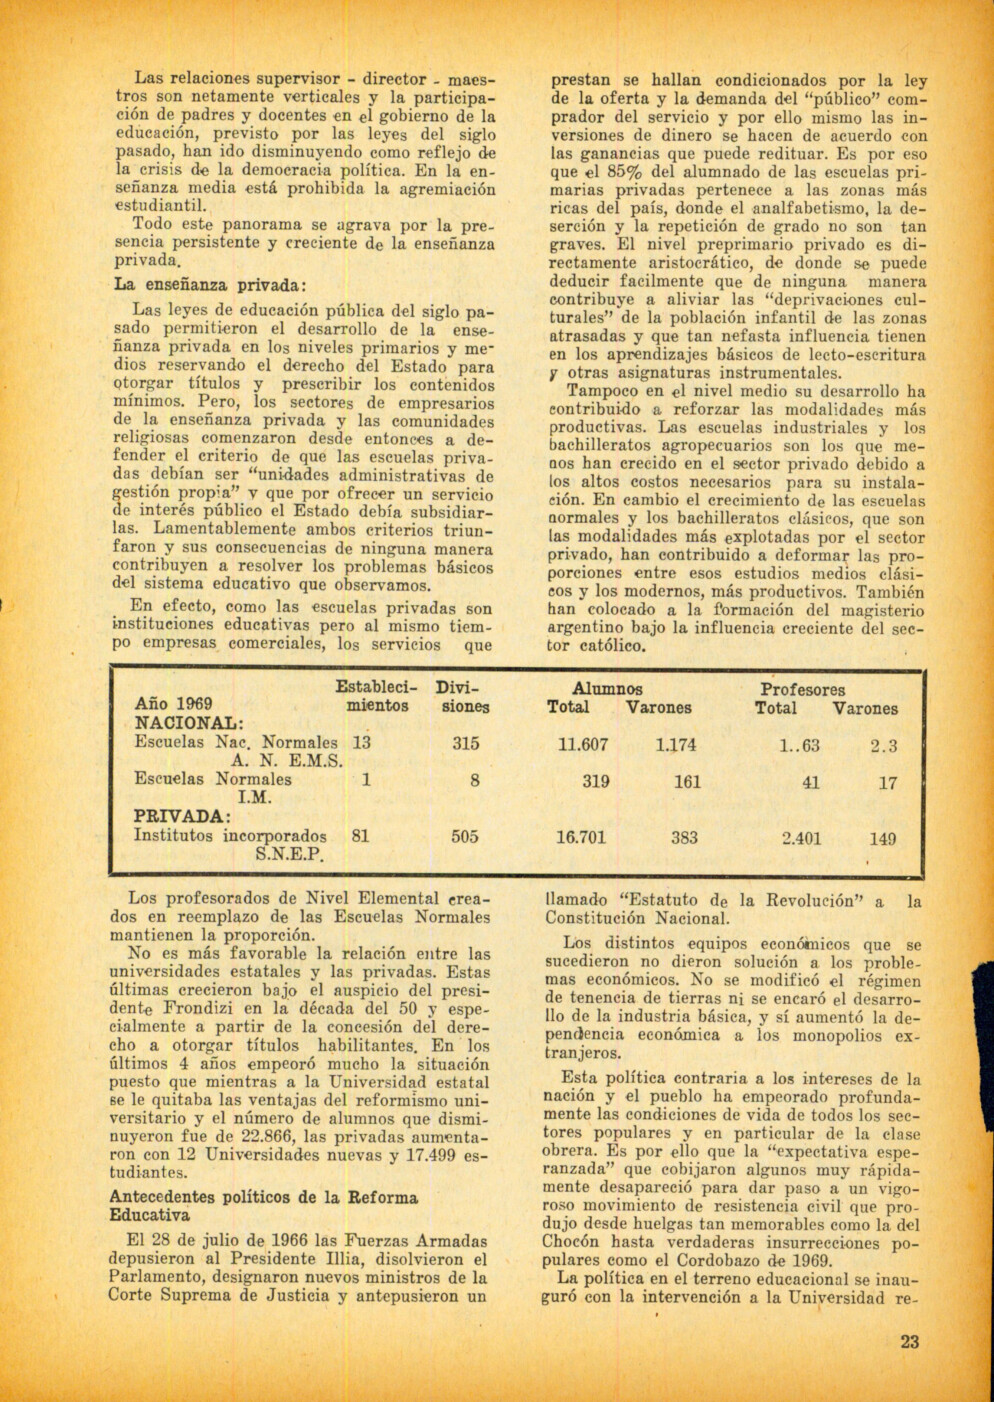 Las relaciones supervisor - director - maes-
tros son netamente verticales y la participa-
ción de padres y docentes en el gobierno de la
educación, previsto por las leyes del siglo
pasado, han ido disminuyendo como reflejo de
la crisis de la democracia política. En la en-
señanza media está prohibida la agremiación
estudiantil.
Todo este panorama se agrava por la pre-
sencia persistente y creciente de la enseñanza
privada.
La enseñanza privada:
Las leyes de educación pública del siglo pa-
sado permitieron el desarrollo de la ense-
ñanza privada en los niveles primarios y me-
dios reservando el derecho del Estado para
otorgar títulos y prescribir los contenidos
mínimos. Pero, los sectores de empresarios
de la enseñanza privada y las comunidades
religiosas comenzaron desde entonces a de-
fender el criterio de que las escuelas priva-
das debían ser "unidades administrativas de
gestión propia" y que por ofrecer un servicio
de interés público el Estado debía subsidiar-
las. Lamentablemente ambos criterios triun-
faron y sus consecuencias de ninguna manera
contribuyen a resolver los problemas básicos
del sistema educativo que observamos.
En efecto, como las escuelas privadas son
instituciones educativas pero al mismo tiem-
po empresas comerciales, los servicios que
prestan se hallan condicionados por la ley
de la oferta y la demanda del "público" com-
prador del servicio y por ello mismo las in-
versiones de dinero se hacen de acuerdo con
las ganancias que puede redituar. Es por eso
que el 85% del alumnado de las escuelas pri-
marias privadas pertenece a las zonas más
ricas del país, donde el analfabetismo, la de-
serción y la repetición de grado no son tan
graves. El nivel preprimario privado es di-
rectamente aristocrático, de donde se puede
deducir facilmente que de ninguna manera
contribuye a aliviar las "deprivaciones cul-
turales" de la población infantil de las zonas
atrasadas y que tan nefasta influencia tienen
en los aprendizajes básicos de lecto-escritura
y otras asignaturas instrumentales.
Tampoco en el nivel medio su desarrollo ha
contribuido a reforzar las modalidades más
productivas. Las escuelas industriales y los
bachilleratos agropecuarios son los que me-
nos han crecido en el sector privado debido a
los altos costos necesarios para su instala-
ción. En cambio el crecimiento de las escuelas
normales y los bachilleratos clásicos, que son
las modalidades más explotadas por el sector
privado, han contribuido a deformar las pro-
porciones entre esos estudios medios clási-
cos y los modernos, más productivos. También
han colocado a la formación del magisterio
argentino bajo la influencia creciente del sec-
tor católico.
Estableci- Divi- Alumnos Profesores
Año 1969 mientos siones Total Varones Total Varones
NACIONAL:
Escuelas Nac. Normales 13 315 11.607 1.174 1..63 2.3
A. N. E.M.S.
Escuelas Normales 1 8 319 161 41 17
I.M.
PRIVADA:
Institutos incorporados 81 505 16.701 383 2.401 149
S.N.E.P.
Los profesorados de Nivel Elemental crea-
dos en reemplazo de las Escuelas Normales
mantienen la proporción.
No es más favorable la relación entre las
universidades estatales y las privadas. Estas
últimas crecieron bajo el auspicio del presi-
dente Frondizi en la década del 50 y espe-
cialmente a partir de la concesión del dere-
cho a otorgar títulos habilitantes. En los
últimos 4 años empeoró mucho la situación
puesto que mientras a la Universidad estatal
se le quitaba las ventajas del reformismo uni-
versitario y el número de alumnos que dismi-
nuyeron fue de 22.866, las privadas aumenta-
ron con 12 Universidades nuevas y 17.499 es-
tudiantes.
Antecedentes políticos de la Reforma
Educativa
El 28 de julio de 1966 las Fuerzas Armadas
depusieron al Presidente Illia, disolvieron el
Parlamento, designaron nuevos ministros de la
Corte Suprema de Justicia y antepusieron un
llamado "Estatuto de la Revolución" a la
Constitución Nacional.
Los distintos equipos económicos que se
sucedieron no dieron solución a los proble-
mas económicos. No se modificó el régimen
de tenencia de tierras ni se encaró el desarro-
llo de la industria básica, y sí aumentó la de-
pendencia económica a los monopolios ex-
tranjeros.
Esta política contraria a los intereses de la
nación y el pueblo ha empeorado profunda-
mente las condiciones de vida de todos los sec-
tores populares y en particular de la clase
obrera. Es por ello que la "expectativa espe-
ranzada" que cobijaron algunos muy rápida-
mente desapareció para dar paso a un vigo-
roso movimiento de resistencia civil que pro-
dujo desde huelgas tan memorables como la del
Chocón hasta verdaderas insurrecciones po-
pulares como el Cordobazo de 1969.
La política en el terreno educacional se inau-
guró con la intervención a la Universidad re-
23